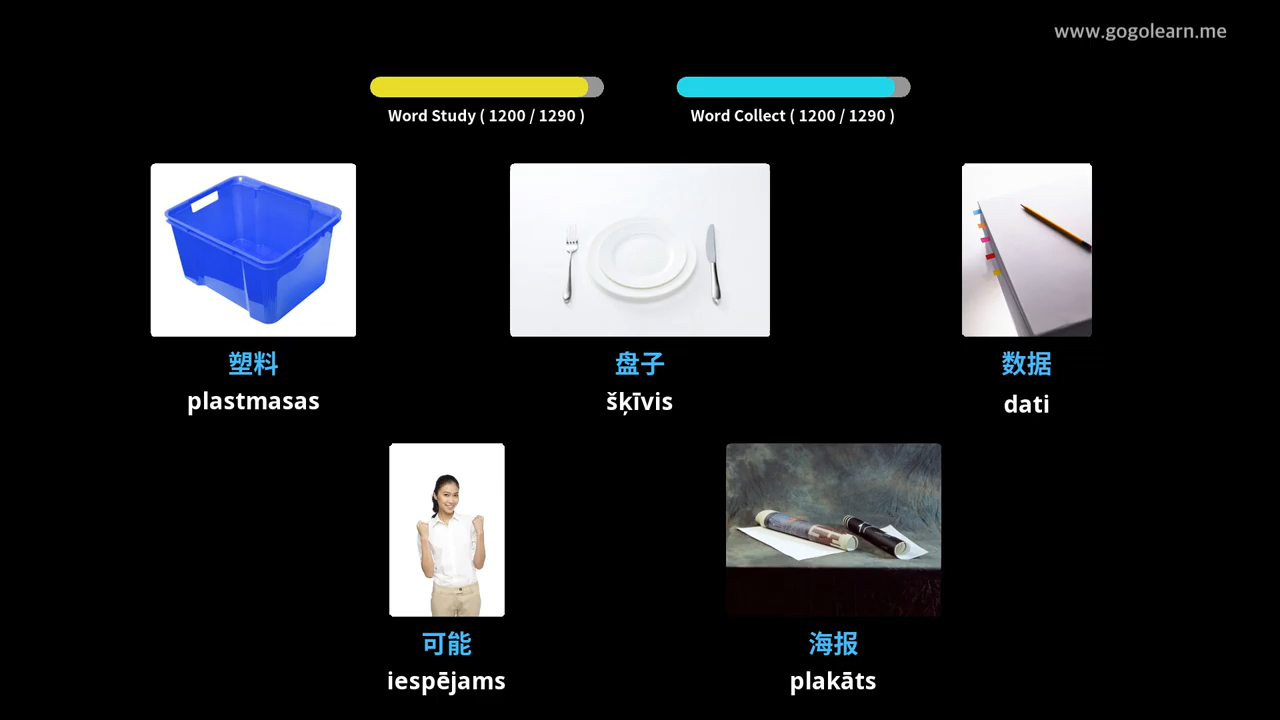 www.gogolearn.me
Word Study ( 1200 / 1290 )
Word Collect ( 1200 / 1290 )
塑料
plastmasas
盘子
šķīvis
数据
dati
可能
iespējams
海报
plakāts